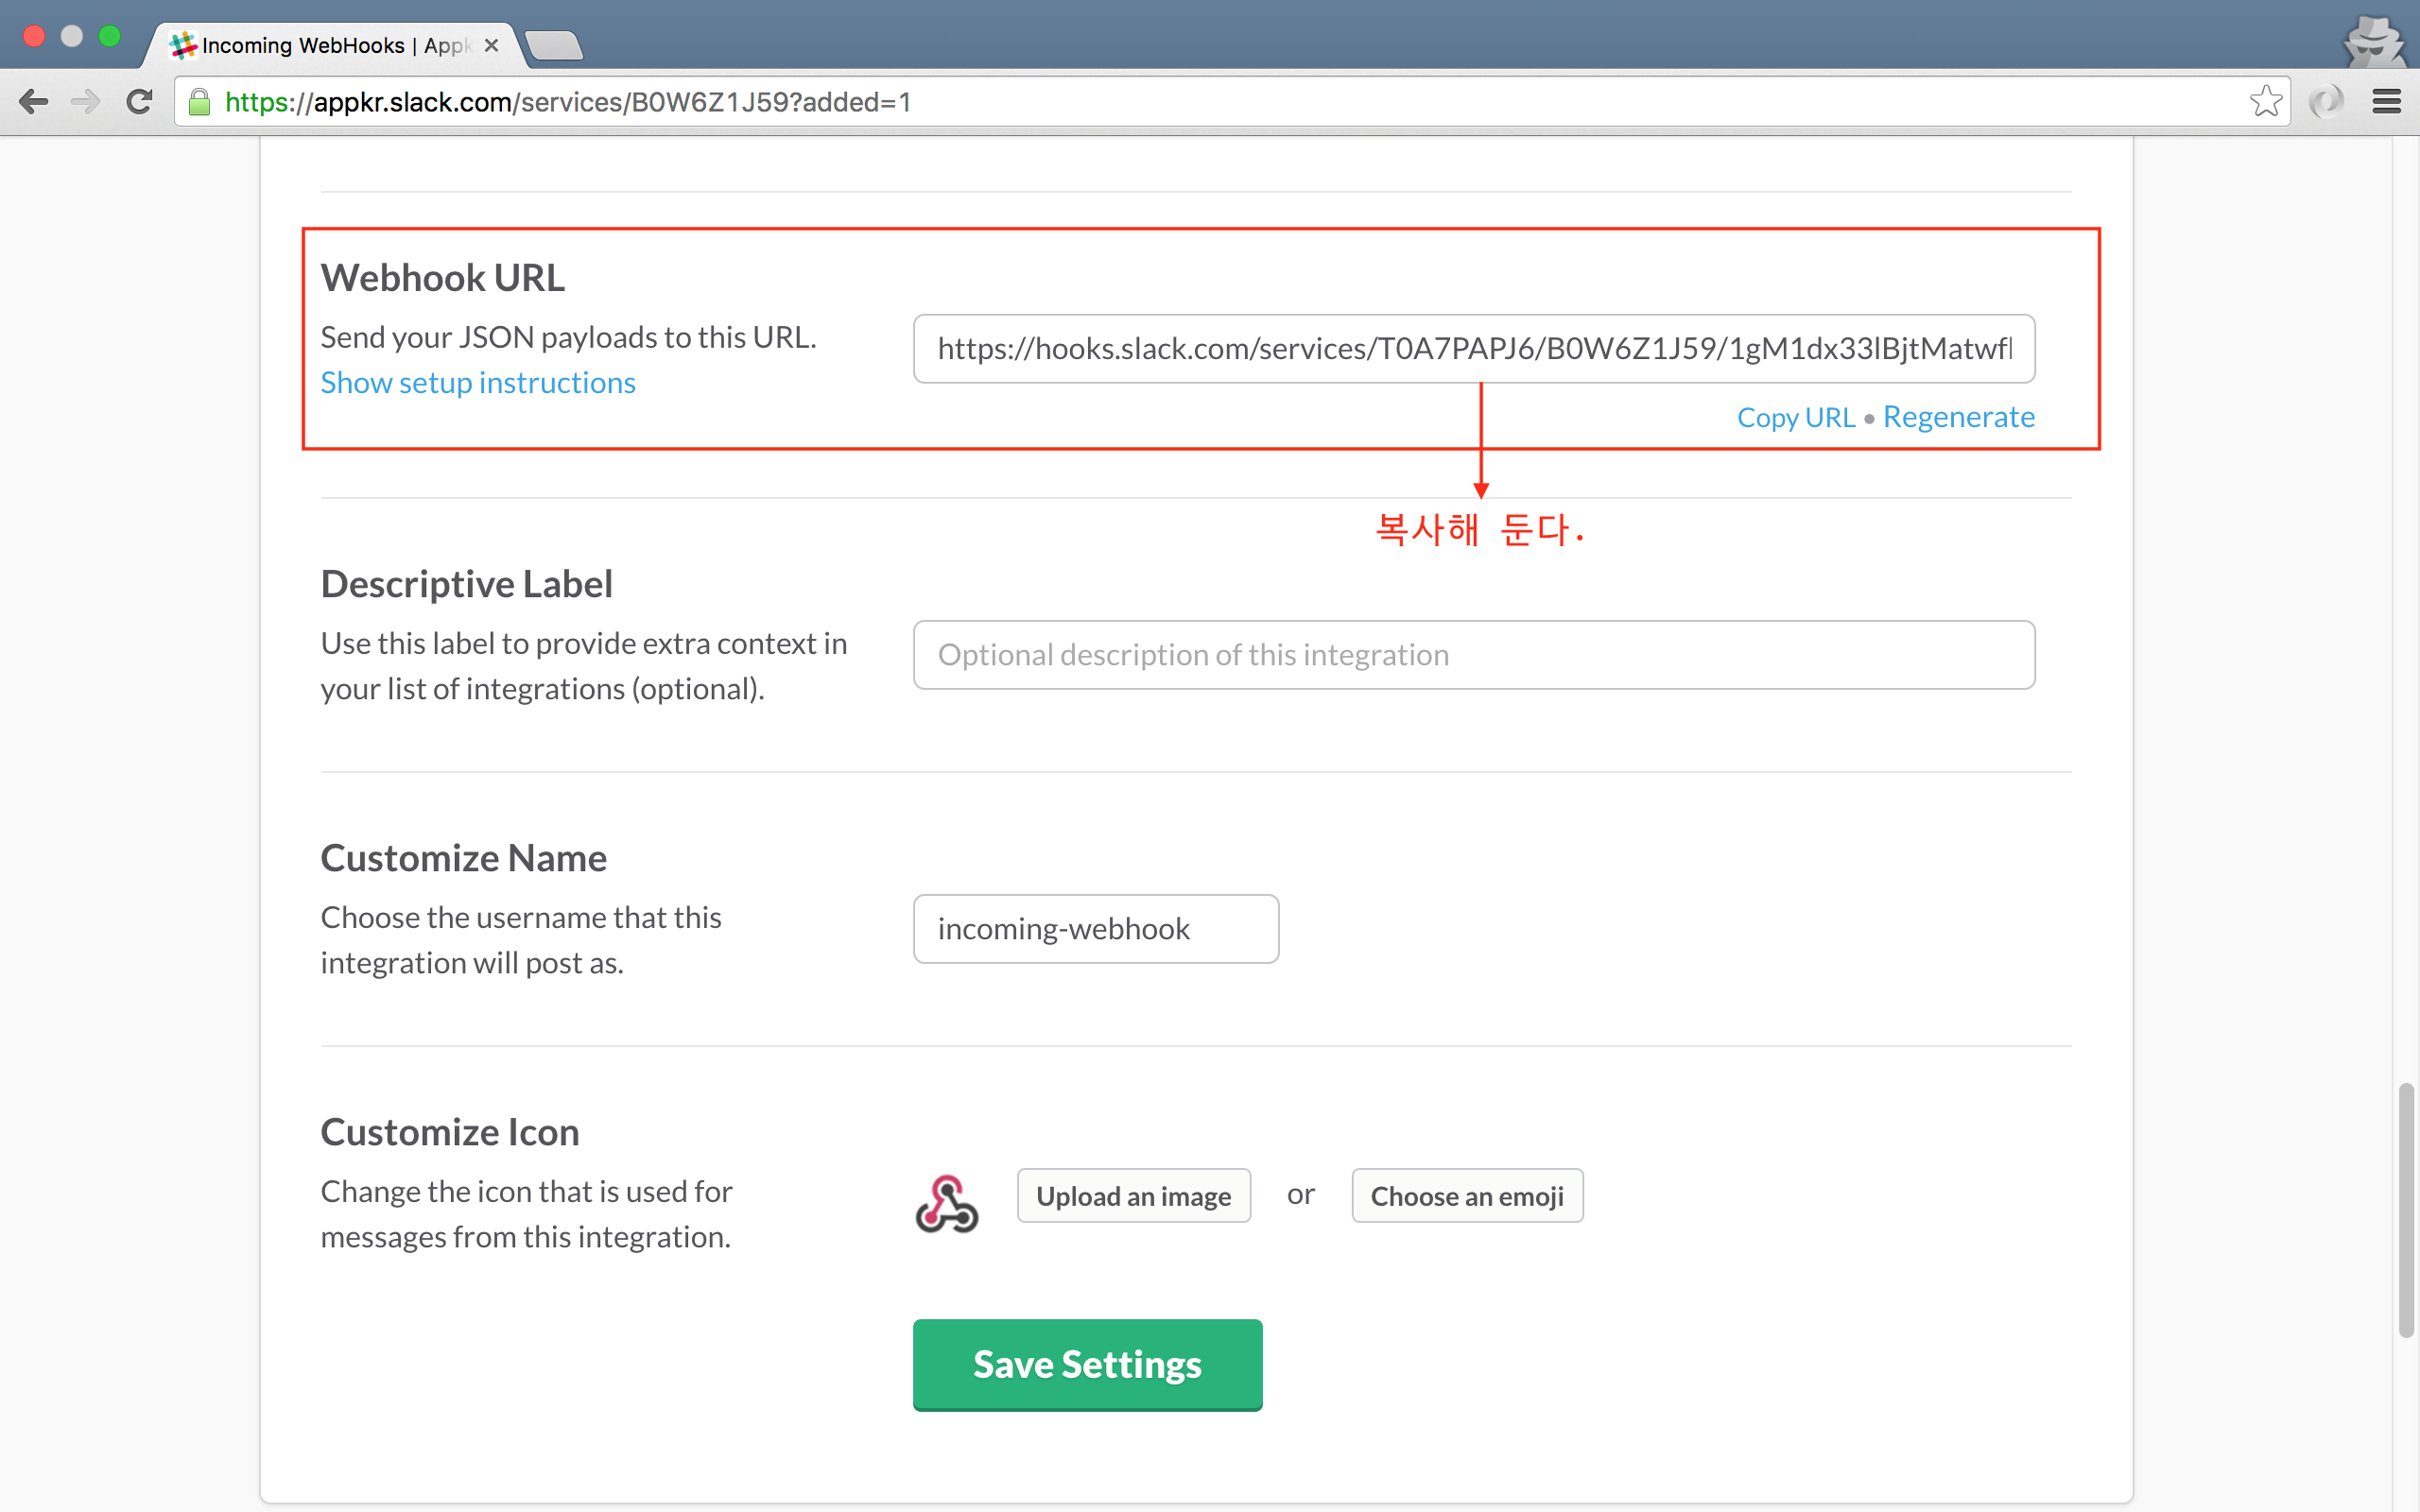 Incoming WebHooks | Appk
https://appkr.slack.com/services/B0W6Z1J59?added=1
Webhook URL
Send your JSON payloads to this URL.
Show setup instructions
https://hooks.slack.com/services/T0A7PAPJ6/B0W6Z1J59/1gM1dx33lBjtMatwfl
Copy URL • Regenerate
복사해 둔다.
Descriptive Label
Use this label to provide extra context in
your list of integrations (optional).
Optional description of this integration
Customize Name
Choose the username that this
integration will post as.
incoming-webhook
Customize Icon
Change the icon that is used for
messages from this integration.
Upload an image or Choose an emoji
Save Settings